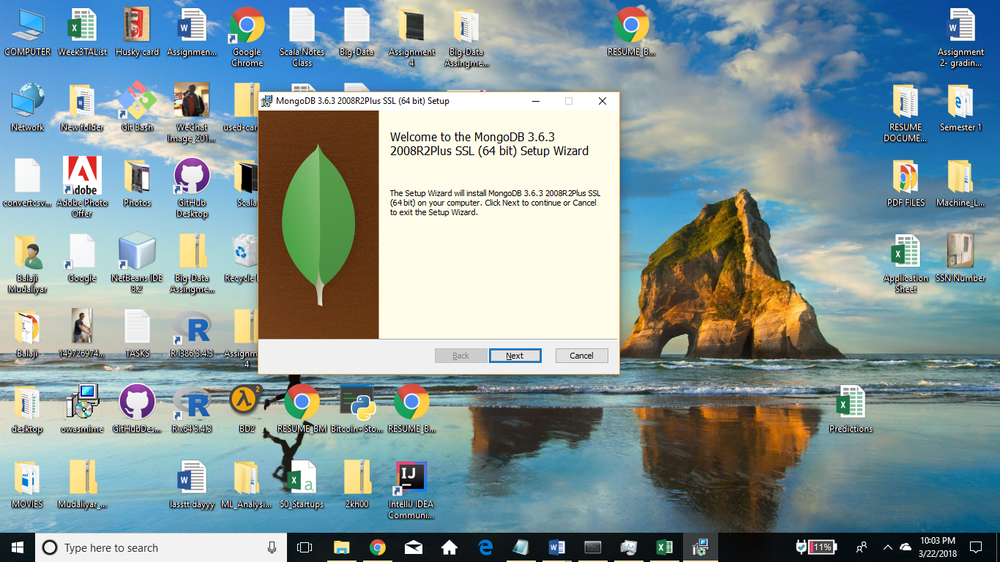 COMPUTER
Week3TAList
Husky card
Assignmen...
Google
Chrome
Scala Notes
Class
Big-Data
Assignment
4
Big-Data
Assingme...
RESUME_B...
Assignment
2- gradin...
Network
New folder
Git Bash
WeChat
Image_201...
used-car
RESUME
DOCUME...
Semester 1
MongoDB 3.6.3 2008R2Plus SSL (64 bit) Setup
Welcome to the MongoDB 3.6.3
2008R2Plus SSL (64 bit) Setup Wizard
The Setup Wizard will install MongoDB 3.6.3 2008R2Plus SSL
(64 bit) on your computer. Click Next to continue or Cancel
to exit the Setup Wizard.
Back
Next
Cancel
convertcsv...
Adobe
Adobe Photo
Offer
Photos
GitHub
Desktop
Scala
PDF FILES
Machine_L...
Balaji
Mudaliyar
Google
NetBeans IDE
8.2
Big-Data
Assingme...
Recycle
Application
Sheet
SSN Number
Balaji
149726974...
TASKS
R i386 3.4.3
Assignm
4
desktop
owasmime
GitHubDes...
R x64 3.4.3
BD2
RESUME_BM
Bitcoin+Sto...
RESUME_B...
Predictions
MOVIES
Mudaliyar_...
lasstt dayyy
ML_Analysi...
50_Startups
2kh00
IJ
IntelliJ IDEA
Communi...
Type here to search
11%
10:03 PM
3/22/2018